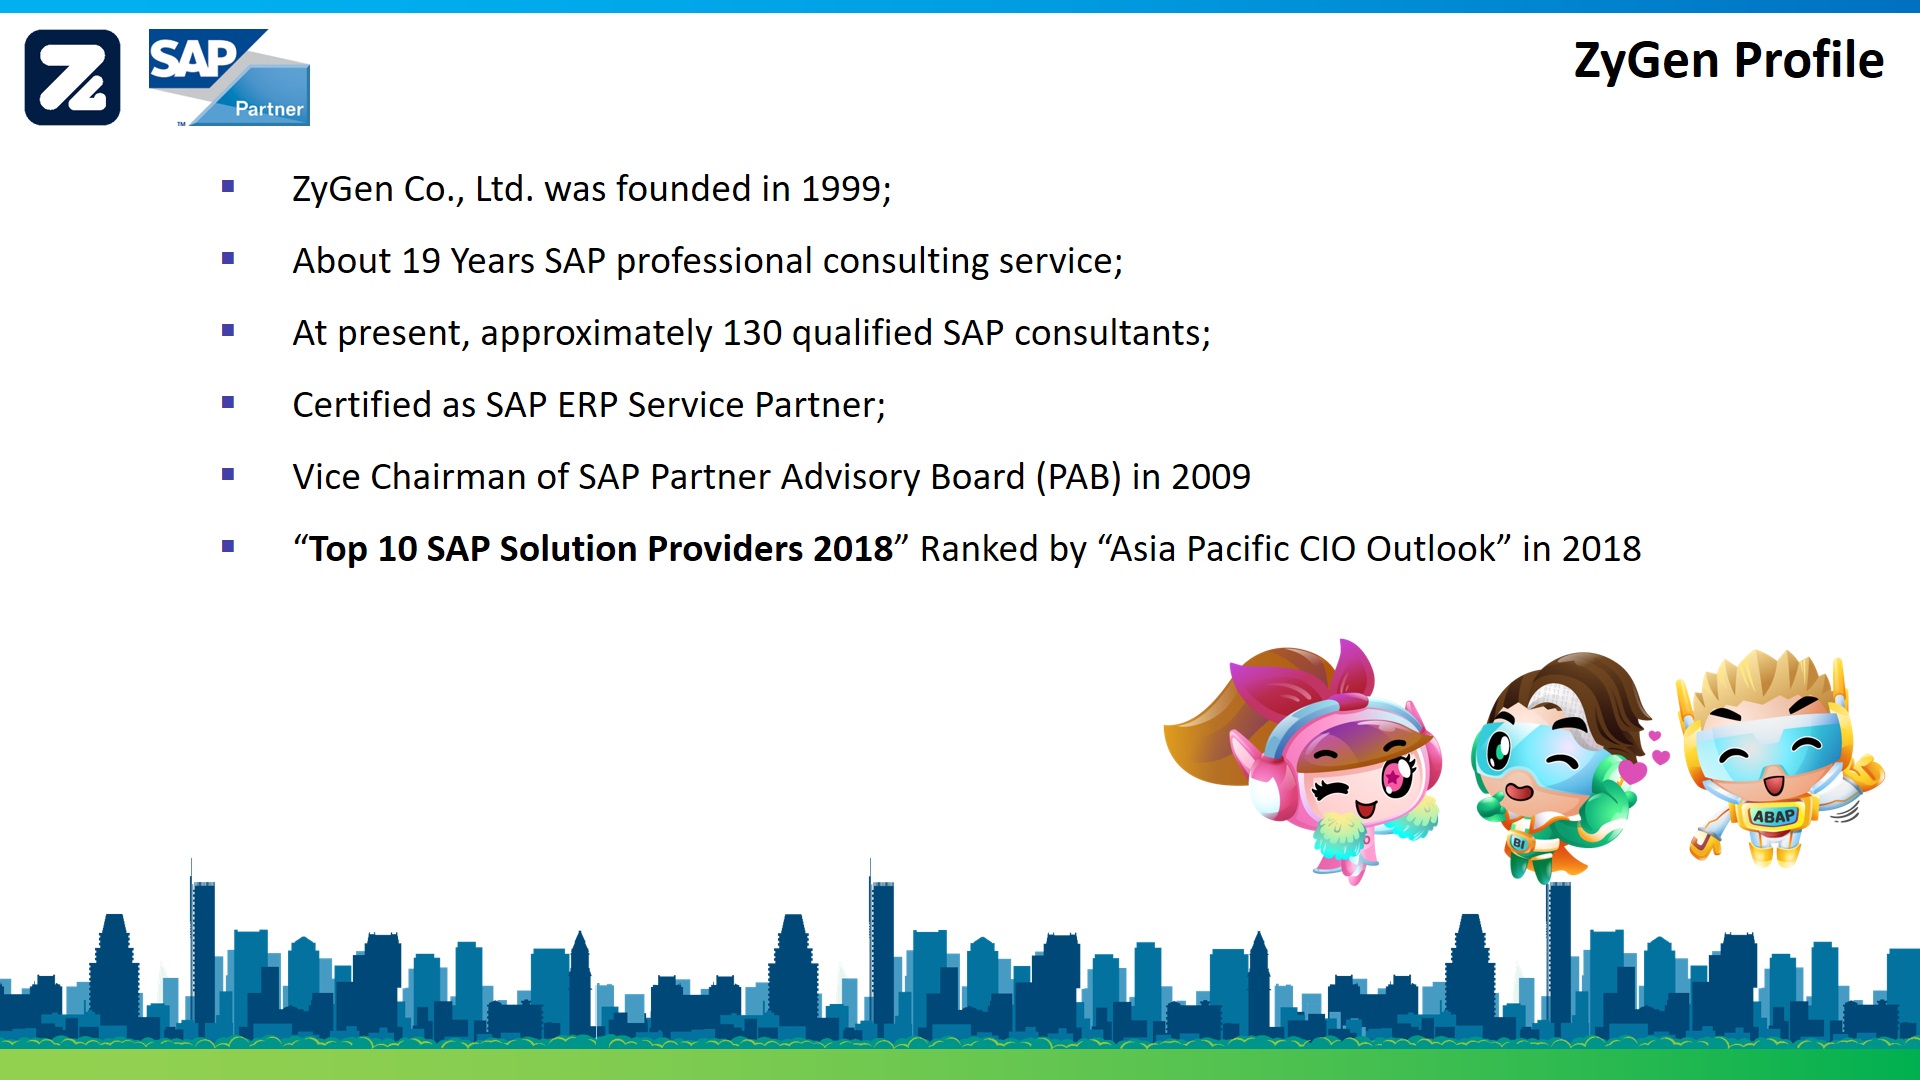 SAP
Partner
TM
ZyGen Profile
▪ ZyGen Co., Ltd. was founded in 1999;
▪ About 19 Years SAP professional consulting service;
▪ At present, approximately 130 qualified SAP consultants;
▪ Certified as SAP ERP Service Partner;
▪ Vice Chairman of SAP Partner Advisory Board (PAB) in 2009
▪ “Top 10 SAP Solution Providers 2018” Ranked by “Asia Pacific CIO Outlook” in 2018
ABAP
BI